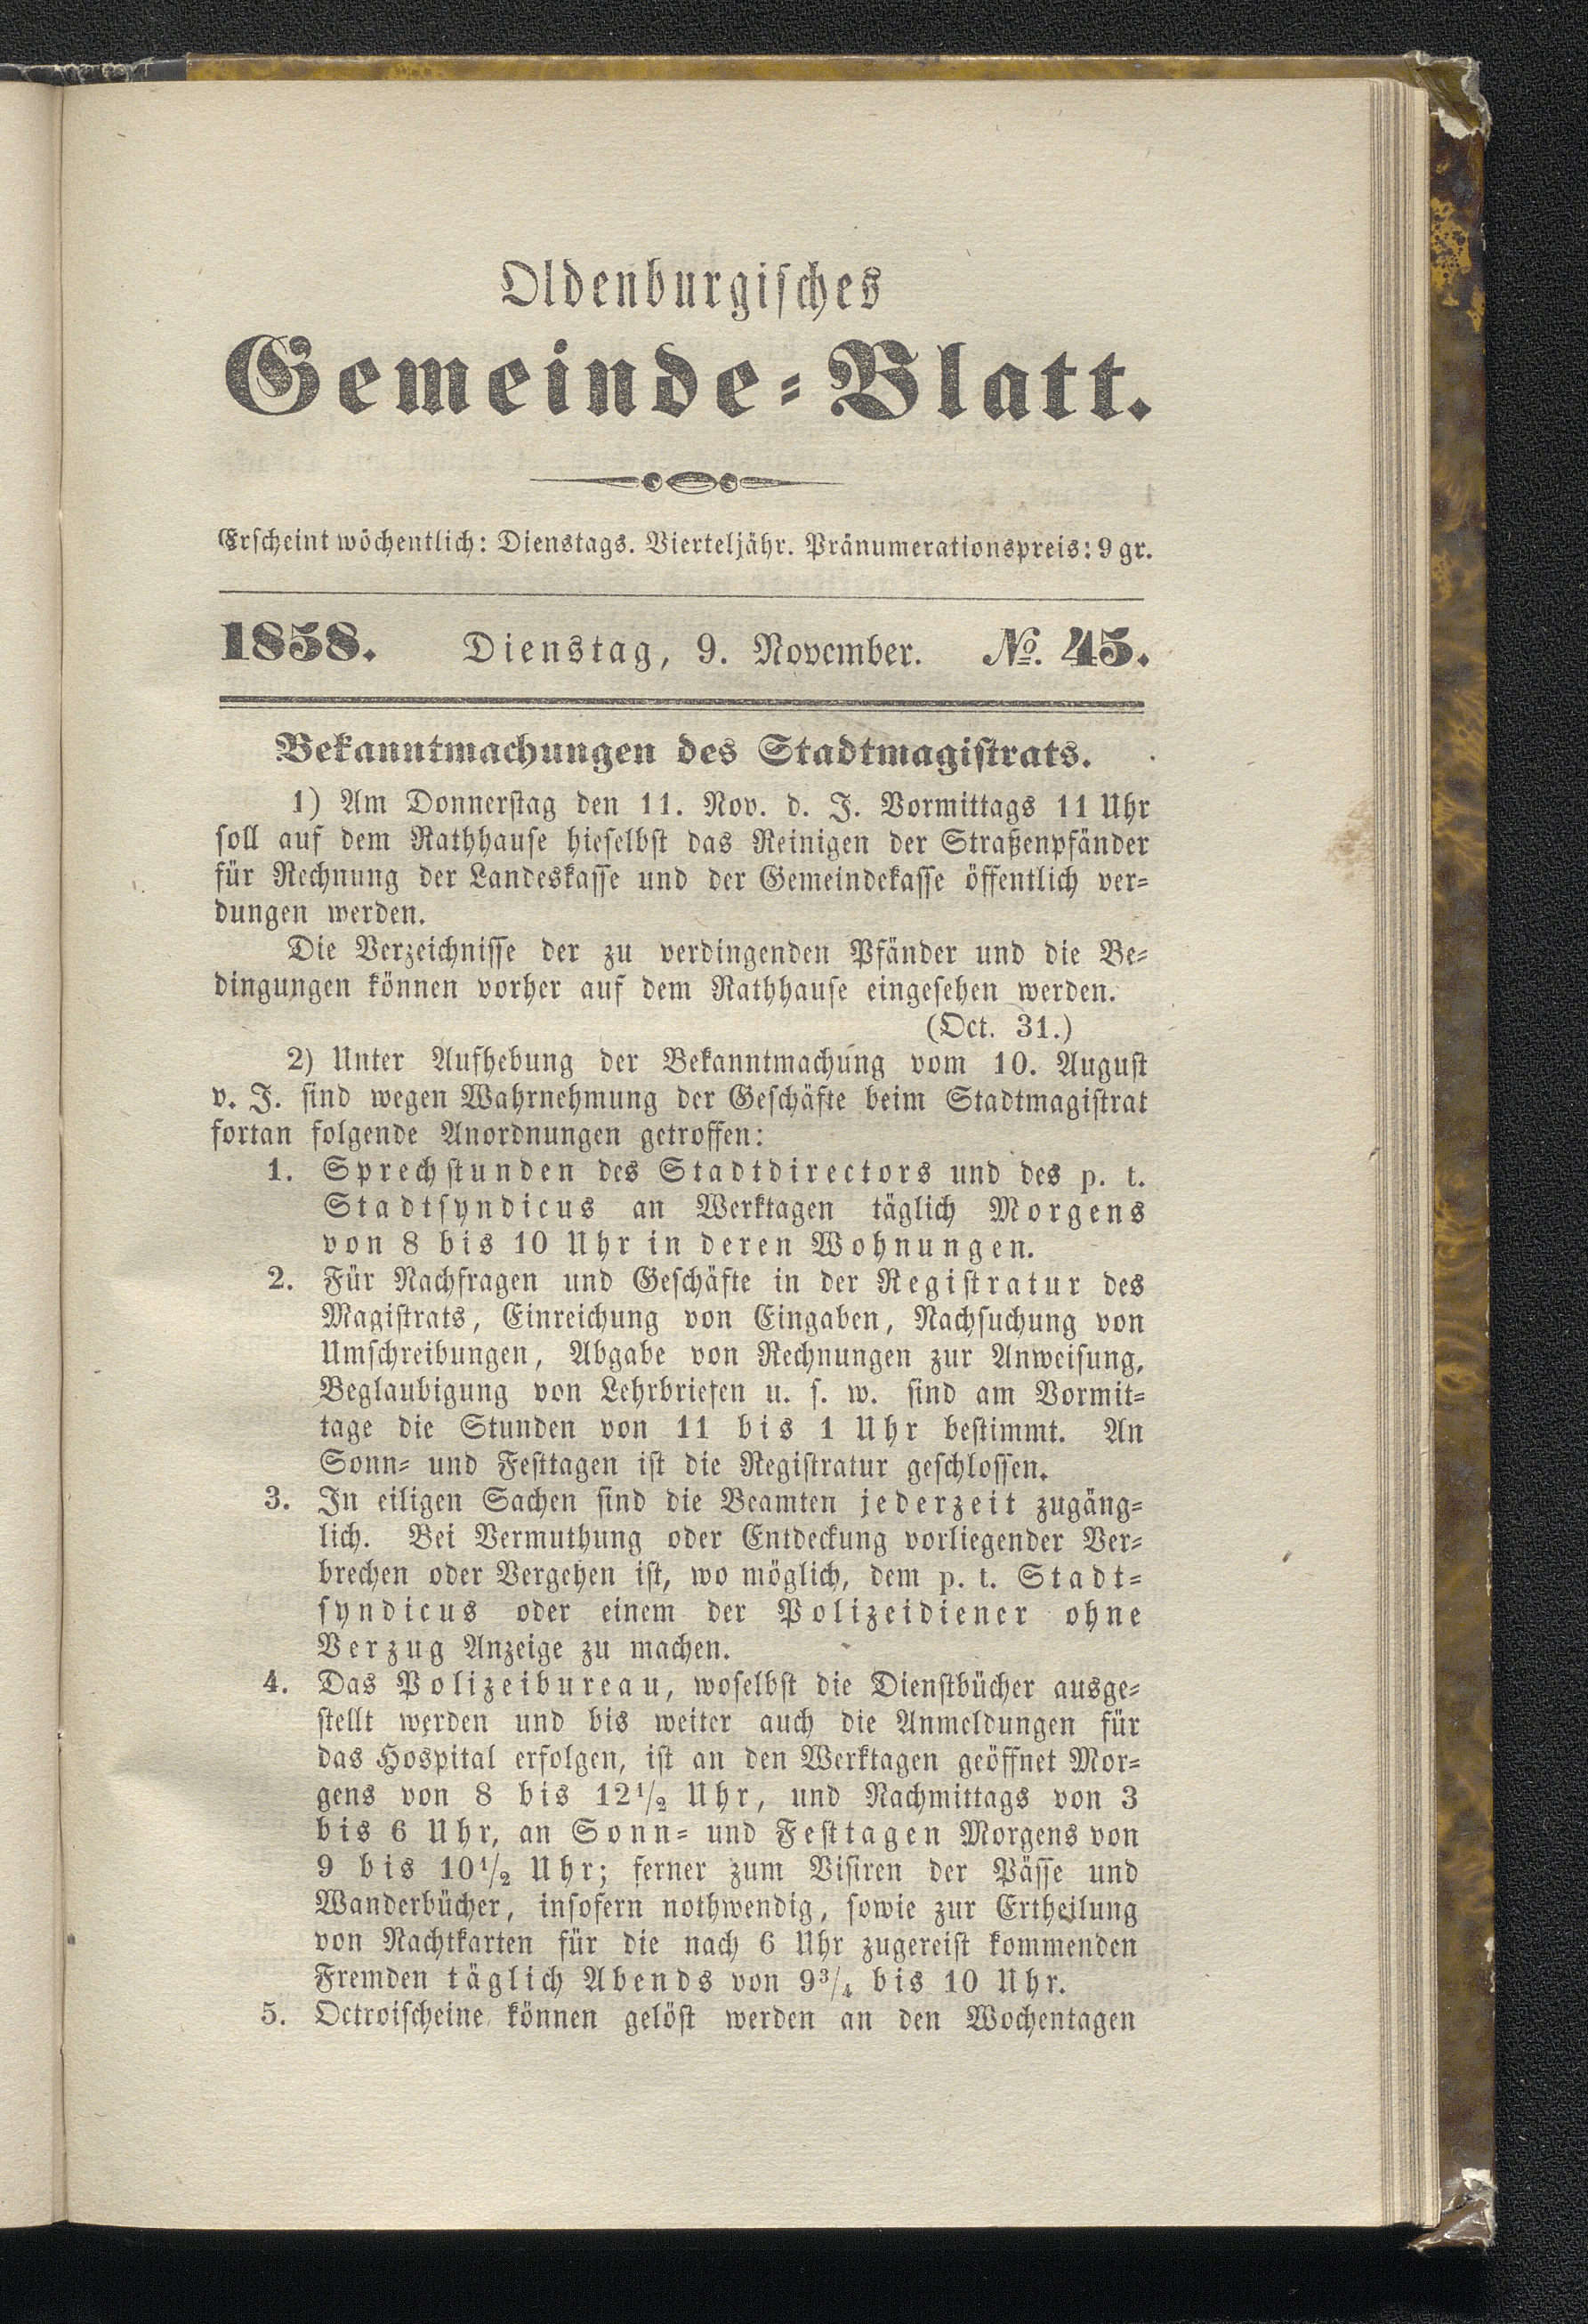 Oldenburgisches
Gemeinde-Blatt.
Erscheint wöchentlich: Dienstags. Vierteljähr. Pränumerationspreis: 9 gr.
1858. Dienstag, 9. November. №. 45.
Bekanntmachungen des Stadtmagistrats.
1) Am Donnerstag den 11. Nov. d. J. Vormittags 11 Uhr
soll auf dem Rathhause hieselbst das Reinigen der Straßenpfänder
für Rechnung der Landeskasse und der Gemeindekasse öffentlich ver-
dungen werden.
Die Verzeichnisse der zu verdingenden Pfänder und die Be-
dingungen können vorher auf dem Rathhause eingesehen werden.
(Oct. 31.)
2) Unter Aufhebung der Bekanntmachung vom 10. August
v. J. sind wegen Wahrnehmung der Geschäfte beim Stadtmagistrat
fortan folgende Anordnungen getroffen:
1. Sprechstunden des Stadtdirectors und des p. t.
Stadtsyndicus an Werktagen täglich Morgens
von 8 bis 10 Uhr in deren Wohnungen.
2. Für Nachfragen und Geschäfte in der Registratur des
Magistrats, Einreichung von Eingaben, Nachsuchung von
Umschreibungen, Abgabe von Rechnungen zur Anweisung,
Beglaubigung von Lehrbriefen u. s. w. sind am Vormit-
tage die Stunden von 11 bis 1 Uhr bestimmt. An
Sonn- und Festtagen ist die Registratur geschlossen.
3. In eiligen Sachen sind die Beamten jederzeit zugäng-
lich. Bei Vermuthung oder Entdeckung vorliegender Ver-
brechen oder Vergehen ist, wo möglich, dem p. t. Stadt-
syndicus oder einem der Polizeidiener ohne
Verzug Anzeige zu machen.
4. Das Polizeibureau, woselbst die Dienstbücher ausge-
stellt werden und bis weiter auch die Anmeldungen für
das Hospital erfolgen, ist an den Werktagen geöffnet Mor-
gens von 8 bis 12½ Uhr, und Nachmittags von 3
bis 6 Uhr, an Sonn- und Festtagen Morgens von
9 bis 10½ Uhr; ferner zum Visiren der Pässe und
Wanderbücher, insofern nothwendig, sowie zur Ertheilung
von Nachtkarten für die nach 6 Uhr zugereist kommenden
Fremden täglich Abends von 9¾ bis 10 Uhr.
5. Octroischeine können gelöst werden an den Wochentagen